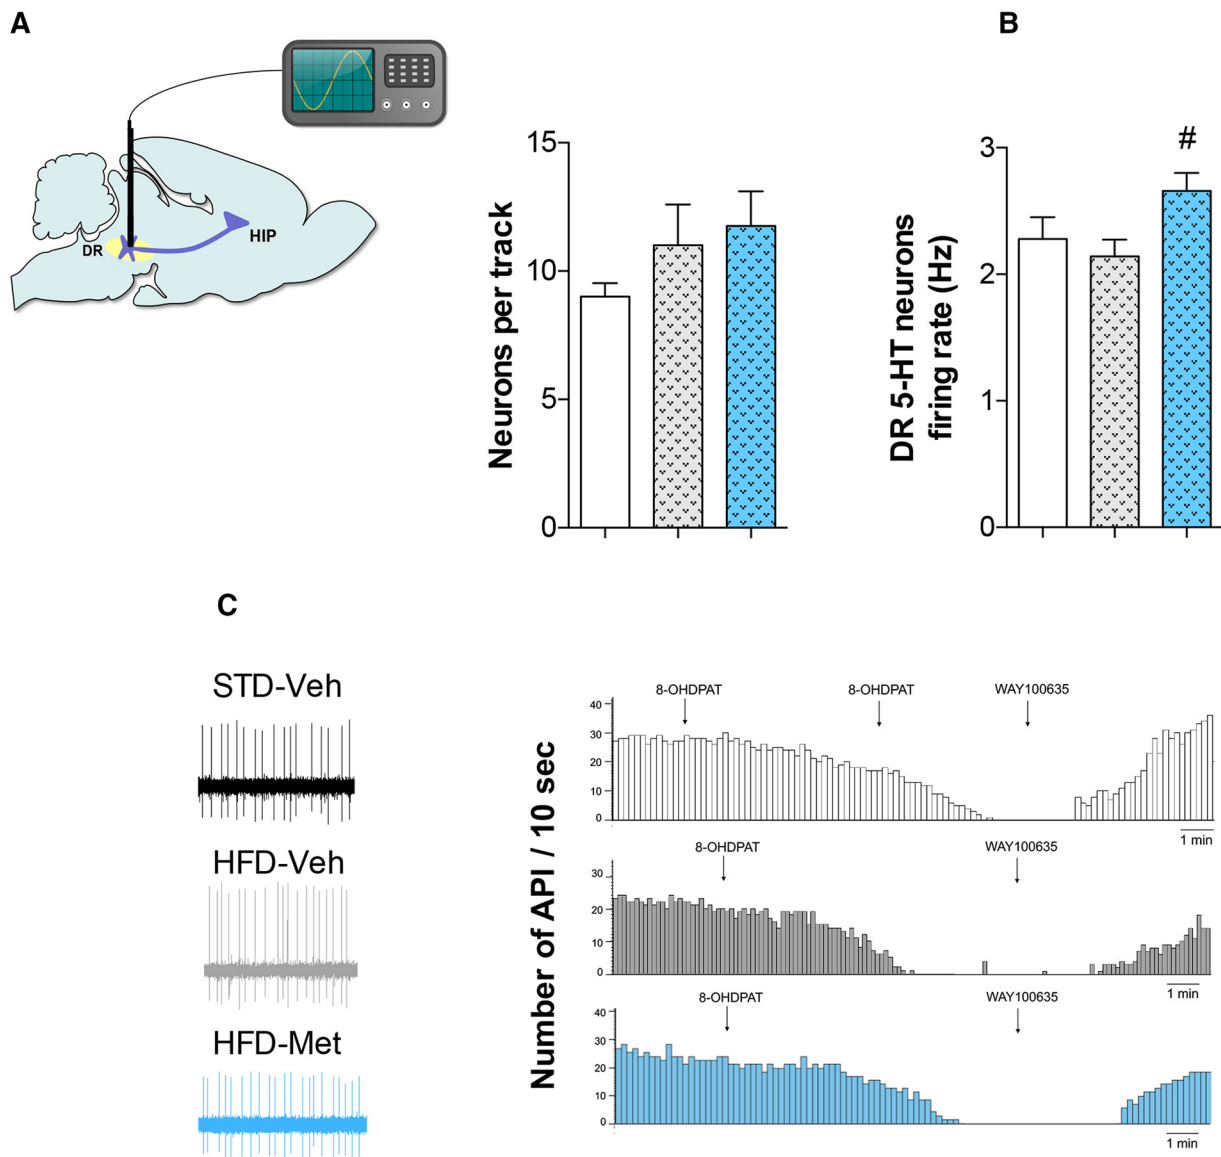 A
B
DR
HIP
Neurons per track
15
10
5
0
DR 5-HT neurons
firing rate (Hz)
3
2
1
0
#
C
STD-Veh
HFD-Veh
HFD-Met
Number of API / 10 sec
8-OHDPAT
8-OHDPAT
WAY100635
40
30
20
10
0
1 min
8-OHDPAT
WAY100635
30
20
10
0
1 min
8-OHDPAT
WAY100635
40
30
20
10
0
1 min